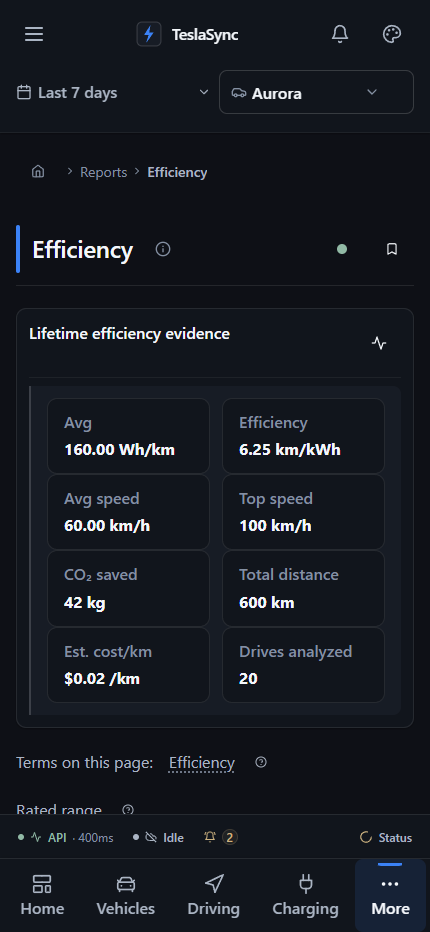 TeslaSync
Last 7 days
Aurora
Reports
Efficiency
Efficiency
Lifetime efficiency evidence
Avg
160.00 Wh/km
Efficiency
6.25 km/kWh
Avg speed
60.00 km/h
Top speed
100 km/h
CO₂ saved
42 kg
Total distance
600 km
Est. cost/km
$0.02 /km
Drives analyzed
20
Terms on this page: Efficiency
Rated range
API · 400ms
Idle
2
Status
Home
Vehicles
Driving
Charging
More